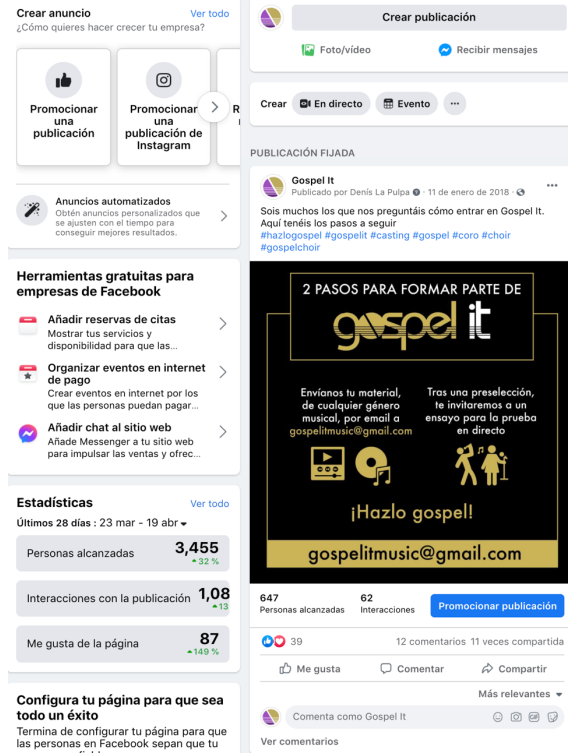 Crear anuncio
Ver todo
¿Cómo quieres hacer crecer tu empresa?
Promocionar
una
publicación
Promocionar
una
publicación de
Instagram
R
Anuncios automatizados
Obtén anuncios personalizados que
se ajusten con el tiempo para
conseguir mejores resultados.
Herramientas gratuitas para
empresas de Facebook
Añadir reservas de citas
Mostrar tus servicios y
disponibilidad para que las...
Organizar eventos en internet
de pago
Crear eventos en internet por los
que las personas puedan pagar...
Añadir chat al sitio web
Añade Messenger a tu sitio web
para impulsar las ventas y ofrec...
Estadísticas
Ver todo
Últimos 28 días : 23 mar - 19 abr
Personas alcanzadas
3,455
32 %
Interacciones con la publicación
1,08
13
Me gusta de la página
87
149 %
Configura tu página para que sea
todo un éxito
Termina de configurar tu página para que
las personas en Facebook sepan que tu
Crear publicación
Foto/vídeo
Recibir mensajes
Crear
En directo
Evento
PUBLICACIÓN FIJADA
Gospel It
Publicado por Denís La Pulpa · 11 de enero de 2018 ·
Sois muchos los que nos preguntáis cómo entrar en Gospel It.
Aquí tenéis los pasos a seguir
#hazlogospel #gospelit #casting #gospel #coro #choir
#gospelchoir
2 PASOS PARA FORMAR PARTE DE
gospel it
Envíanos tu material,
de cualquier género
musical, por email a
gospelitmusic@gmail.com
Tras una preselección,
te invitaremos a un
ensayo para la prueba
en directo
¡Hazlo gospel!
gospelitmusic@gmail.com
647
Personas alcanzadas
62
Interacciones
Promocionar publicación
39
12 comentarios 11 veces compartida
Me gusta
Comentar
Compartir
Más relevantes
Comenta como Gospel It
GIF
Ver comentarios